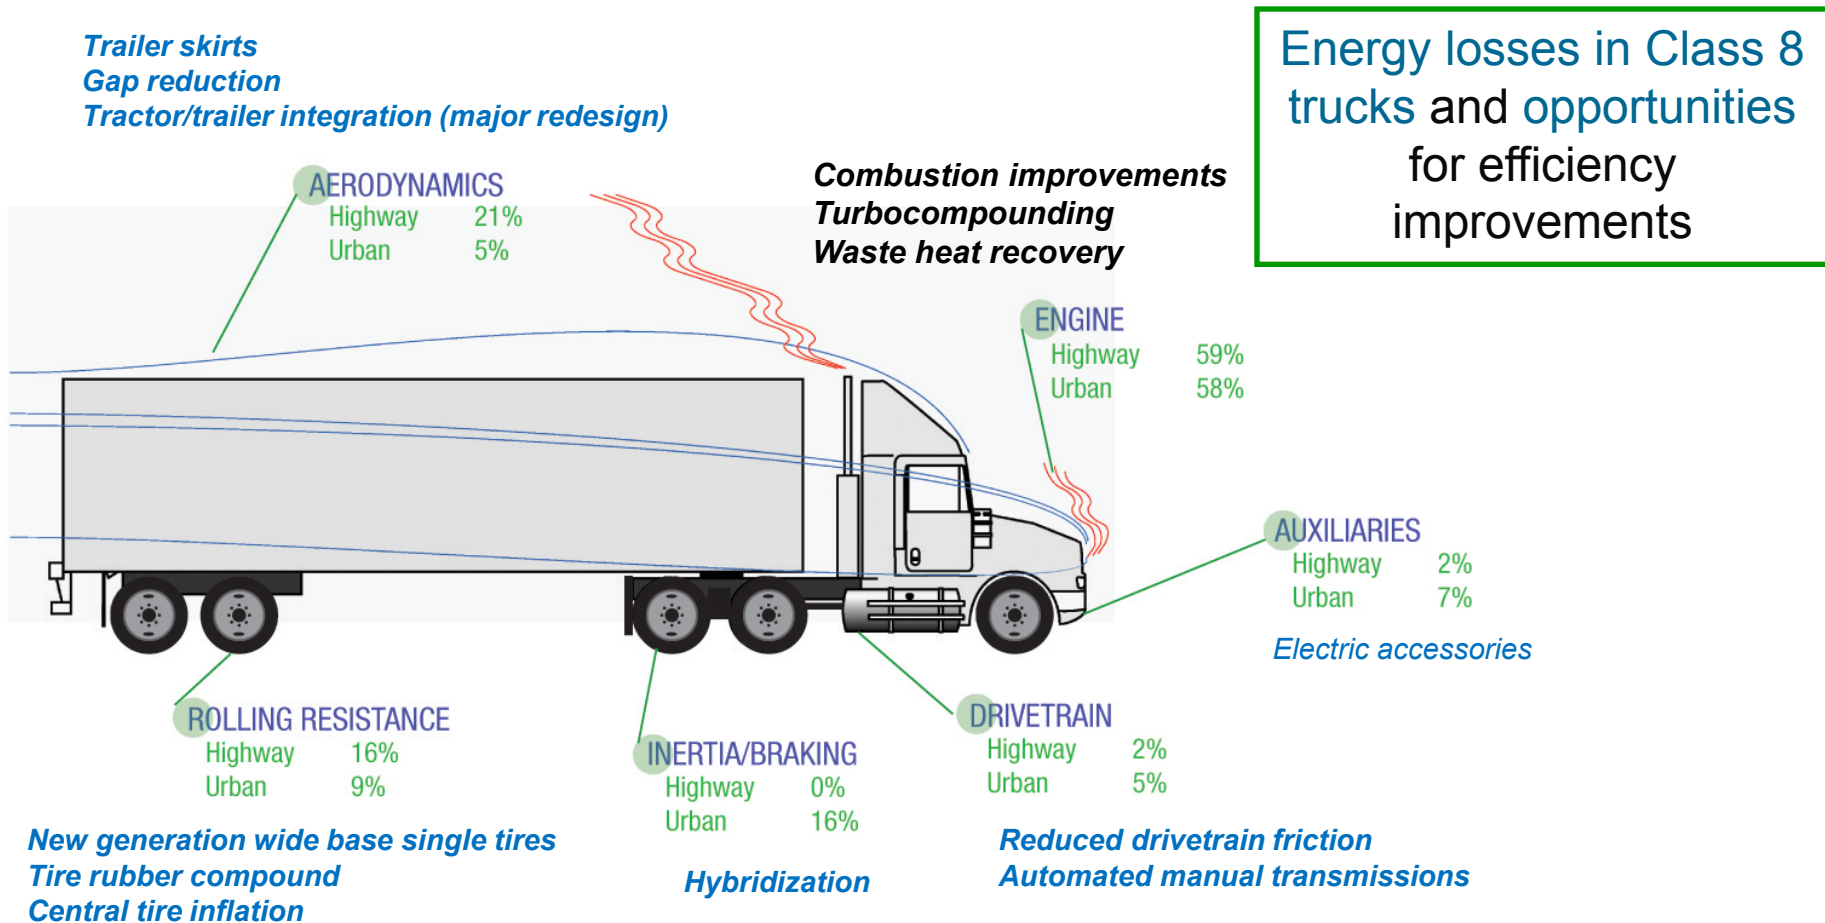 Trailer skirts
Gap reduction
Tractor/trailer integration (major redesign)
Energy losses in Class 8
trucks and opportunities
for efficiency
improvements
AERODYNAMICS
Highway 21%
Urban 5%
Combustion improvements
Turbocompounding
Waste heat recovery
ENGINE
Highway 59%
Urban 58%
AUXILIARIES
Highway 2%
Urban 7%
Electric accessories
ROLLING RESISTANCE
Highway 16%
Urban 9%
New generation wide base single tires
Tire rubber compound
Central tire inflation
INERTIA/BRAKING
Highway 0%
Urban 16%
Hybridization
DRIVETRAIN
Highway 2%
Urban 5%
Reduced drivetrain friction
Automated manual transmissions